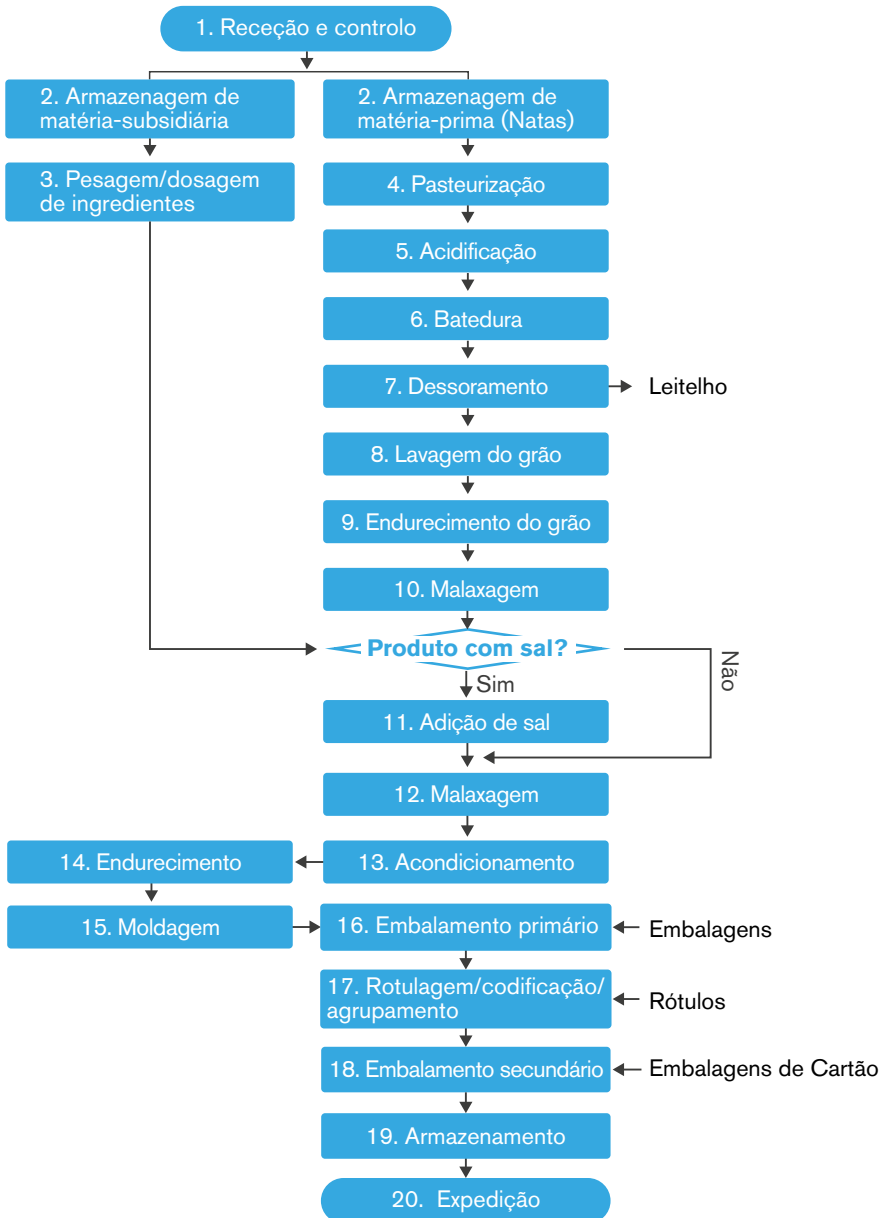 1. Receção e controlo
2. Armazenagem de
matéria-subsidiária
2. Armazenagem de
matéria-prima (Natas)
3. Pesagem/dosagem
de ingredientes
4. Pasteurização
5. Acidificação
6. Batedura
7. Dessoramento
Leitelho
8. Lavagem do grão
9. Endurecimento do grão
10. Malaxagem
Produto com sal?
Não
Sim
11. Adição de sal
12. Malaxagem
14. Endurecimento
13. Acondicionamento
15. Moldagem
16. Embalamento primário
Embalagens
17. Rotulagem/codificação/
agrupamento
Rótulos
18. Embalamento secundário
Embalagens de Cartão
19. Armazenamento
20. Expedição